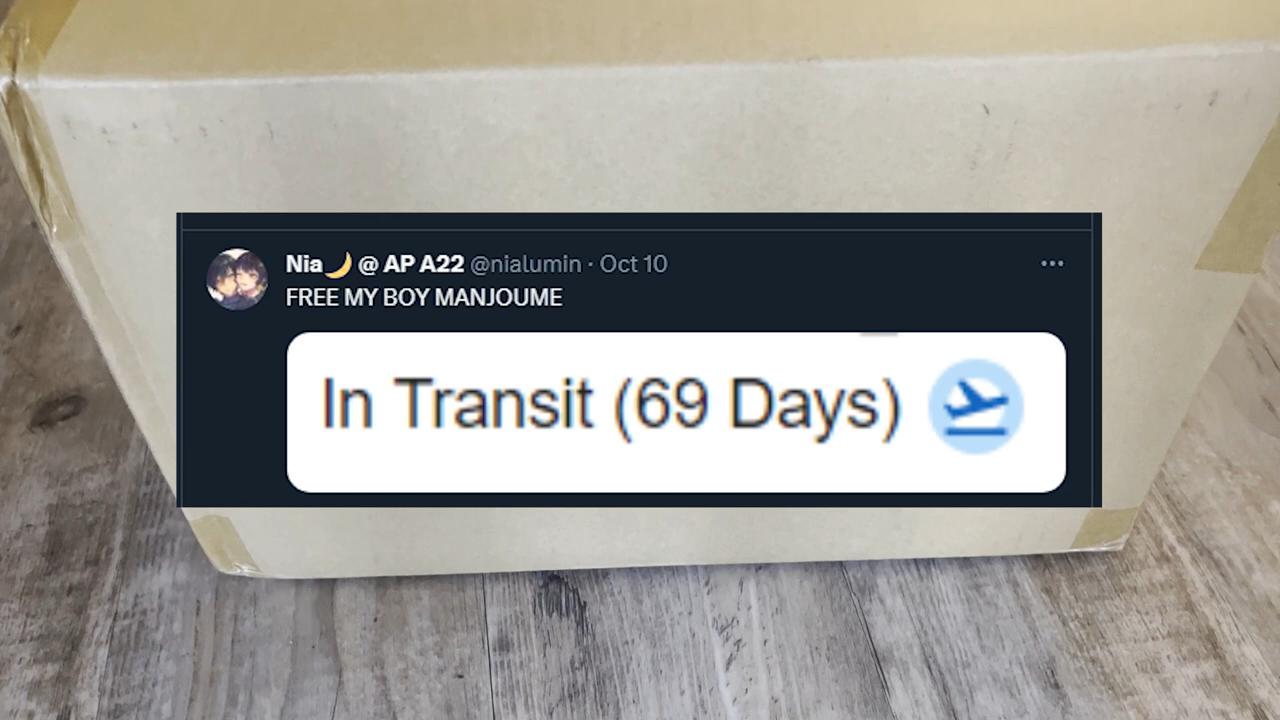 Nia🌙 @ AP A22 @nialumin · Oct 10
FREE MY BOY MANJOUME
In Transit (69 Days)